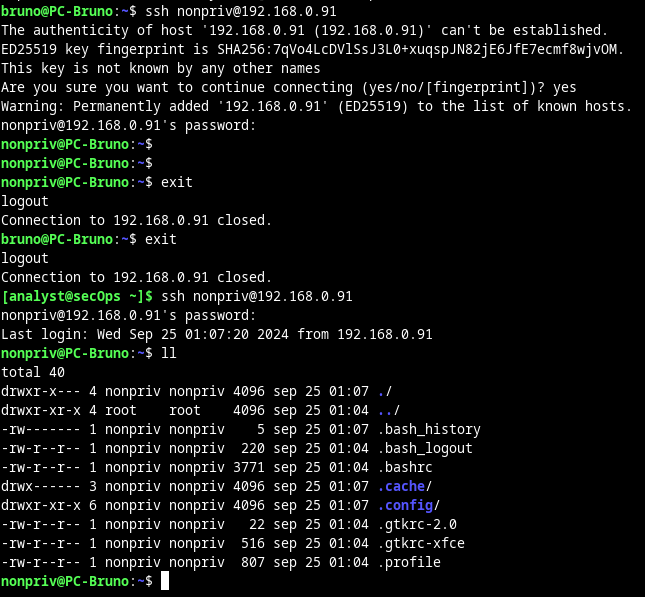 bruno@PC-Bruno:~$ ssh nonpriv@192.168.0.91
The authenticity of host '192.168.0.91 (192.168.0.91)' can't be established.
ED25519 key fingerprint is SHA256:7qVo4LcDVlSsJ3L0+xuqspJN82jE6JfE7ecmf8wjvOM.
This key is not known by any other names
Are you sure you want to continue connecting (yes/no/[fingerprint])? yes
Warning: Permanently added '192.168.0.91' (ED25519) to the list of known hosts.
nonpriv@192.168.0.91's password:
nonpriv@PC-Bruno:~$
nonpriv@PC-Bruno:~$
nonpriv@PC-Bruno:~$ exit
logout
Connection to 192.168.0.91 closed.
bruno@PC-Bruno:~$ exit
logout
Connection to 192.168.0.91 closed.
[analyst@secOps ~]$ ssh nonpriv@192.168.0.91
nonpriv@192.168.0.91's password:
Last login: Wed Sep 25 01:07:20 2024 from 192.168.0.91
nonpriv@PC-Bruno:~$ ll
total 40
drwxr-x--- 4 nonpriv nonpriv 4096 sep 25 01:07 ./
drwxr-xr-x 4 root    root    4096 sep 25 01:04 ../
-rw------- 1 nonpriv nonpriv    5 sep 25 01:07 .bash_history
-rw-r--r-- 1 nonpriv nonpriv  220 sep 25 01:04 .bash_logout
-rw-r--r-- 1 nonpriv nonpriv 3771 sep 25 01:04 .bashrc
drwx------ 3 nonpriv nonpriv 4096 sep 25 01:07 .cache/
drwxr-xr-x 6 nonpriv nonpriv 4096 sep 25 01:07 .config/
-rw-r--r-- 1 nonpriv nonpriv   22 sep 25 01:04 .gtkrc-2.0
-rw-r--r-- 1 nonpriv nonpriv  516 sep 25 01:04 .gtkrc-xfce
-rw-r--r-- 1 nonpriv nonpriv  807 sep 25 01:04 .profile
nonpriv@PC-Bruno:~$